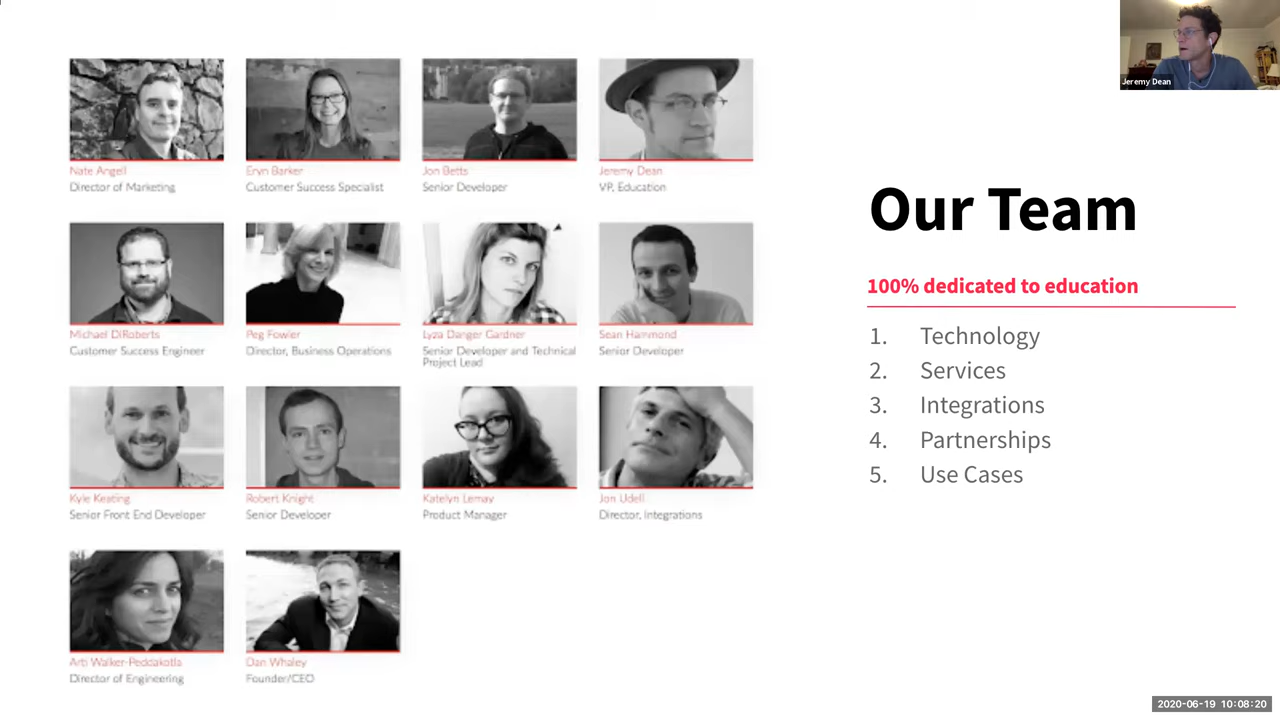 Jeremy Dean
Nate Angell
Director of Marketing
Eryn Barker
Customer Success Specialist
Jon Betts
Senior Developer
Jeremy Dean
VP, Education
Michael DiRoberts
Customer Success Engineer
Peg Fowler
Director, Business Operations
Lyza Danger Gardner
Senior Developer and Technical
Project Lead
Sean Hammond
Senior Developer
Kyle Keating
Senior Front End Developer
Robert Knight
Senior Developer
Katelyn Lemay
Product Manager
Jon Udell
Director, Integrations
Arti Walker-Peddakotla
Director of Engineering
Dan Whaley
Founder/CEO
Our Team
100% dedicated to education
1. Technology
2. Services
3. Integrations
4. Partnerships
5. Use Cases
2020-06-19 10:08:20